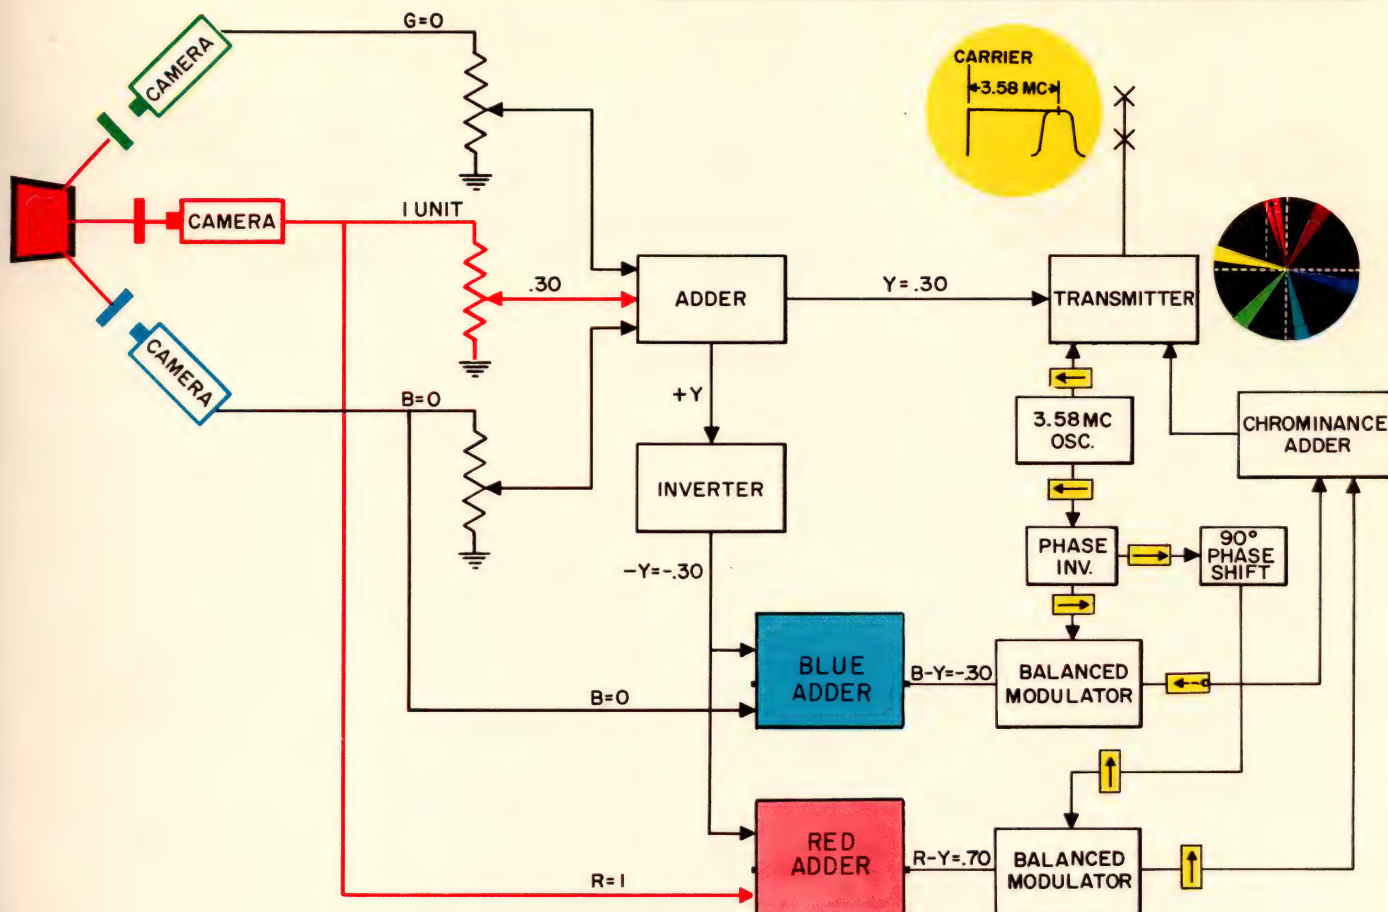 G=0
CAMERA
CARRIER
3.58 MC
1 UNIT
CAMERA
.30
ADDER
Y=.30
TRANSMITTER
CAMERA
B=0
+Y
3.58MC
OSC.
CHROMINANCE
ADDER
INVERTER
PHASE
INV.
90°
PHASE
SHIFT
-Y=-.30
BLUE
ADDER
B-Y=-.30
BALANCED
MODULATOR
B=0
RED
ADDER
R-Y=.70
BALANCED
MODULATOR
R=1